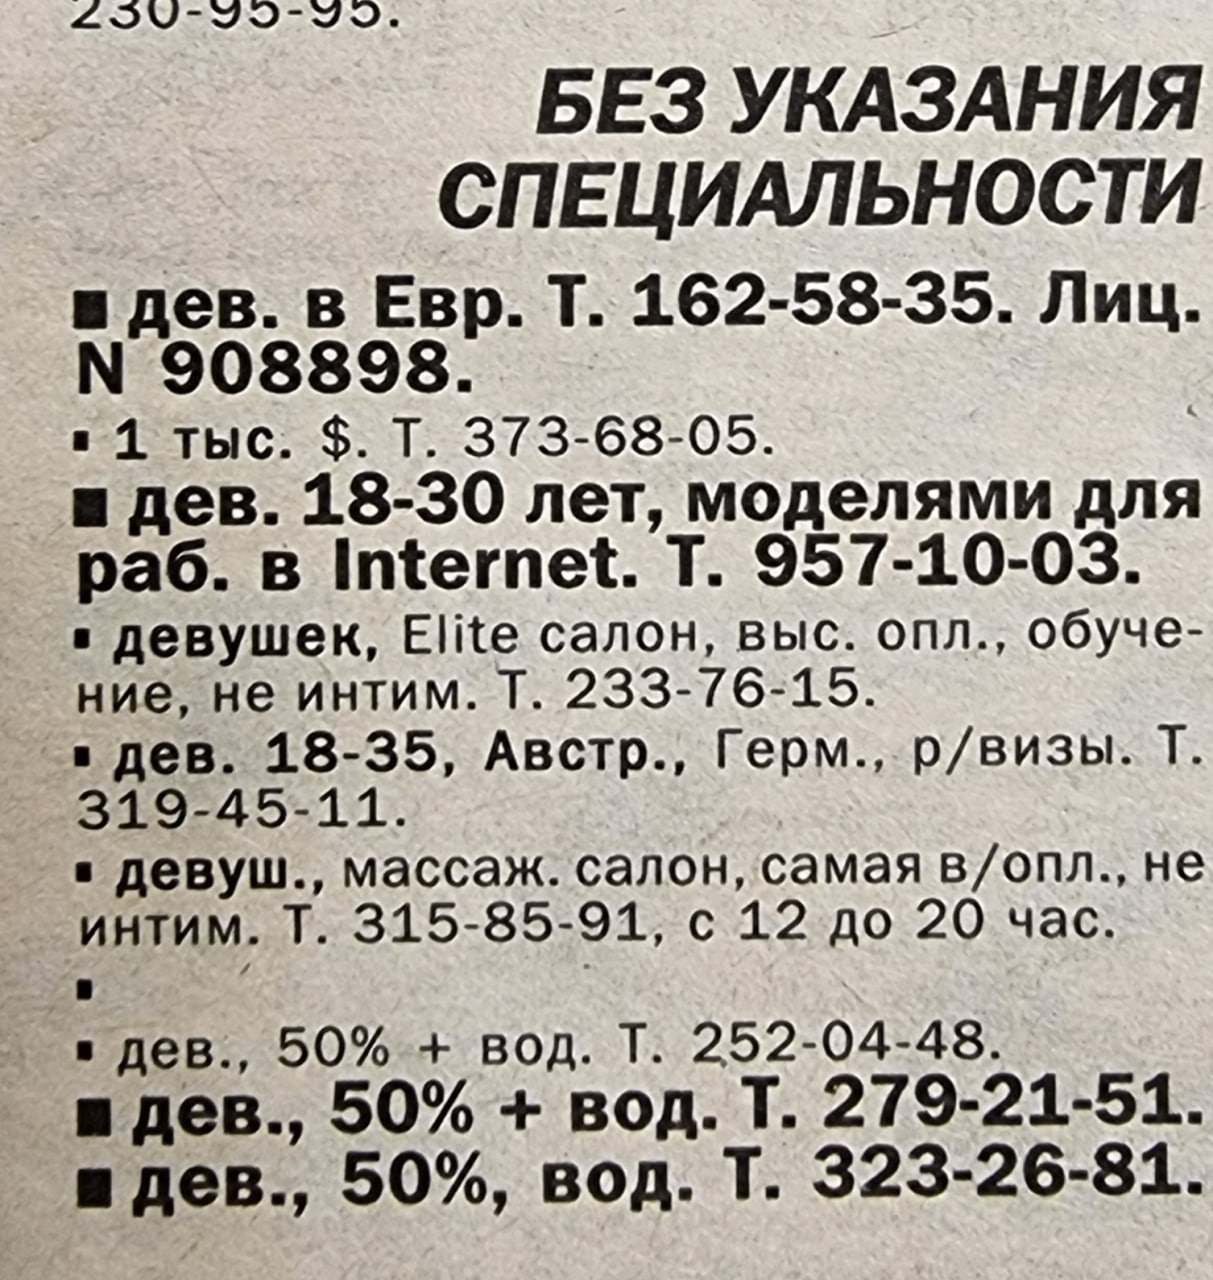 230-95-95.
БЕЗ УКАЗАНИЯ
СПЕЦИАЛЬНОСТИ
▪ дев. в Евр. Т. 162-58-35. Лиц.
N 908898.
▪ 1 тыс. $. Т. 373-68-05.
▪ дев. 18-30 лет, моделями для
раб. в Internet. Т. 957-10-03.
▪ девушек, Elite салон, выс. опл., обуче-
ние, не интим. Т. 233-76-15.
▪ дев. 18-35, Австр., Герм., р/визы. Т.
319-45-11.
▪ девуш., массаж. салон, самая в/опл., не
интим. Т. 315-85-91, с 12 до 20 час.
▪
▪ дев., 50% + вод. Т. 252-04-48.
▪ дев., 50% + вод. Т. 279-21-51.
▪ дев., 50%, вод. Т. 323-26-81.